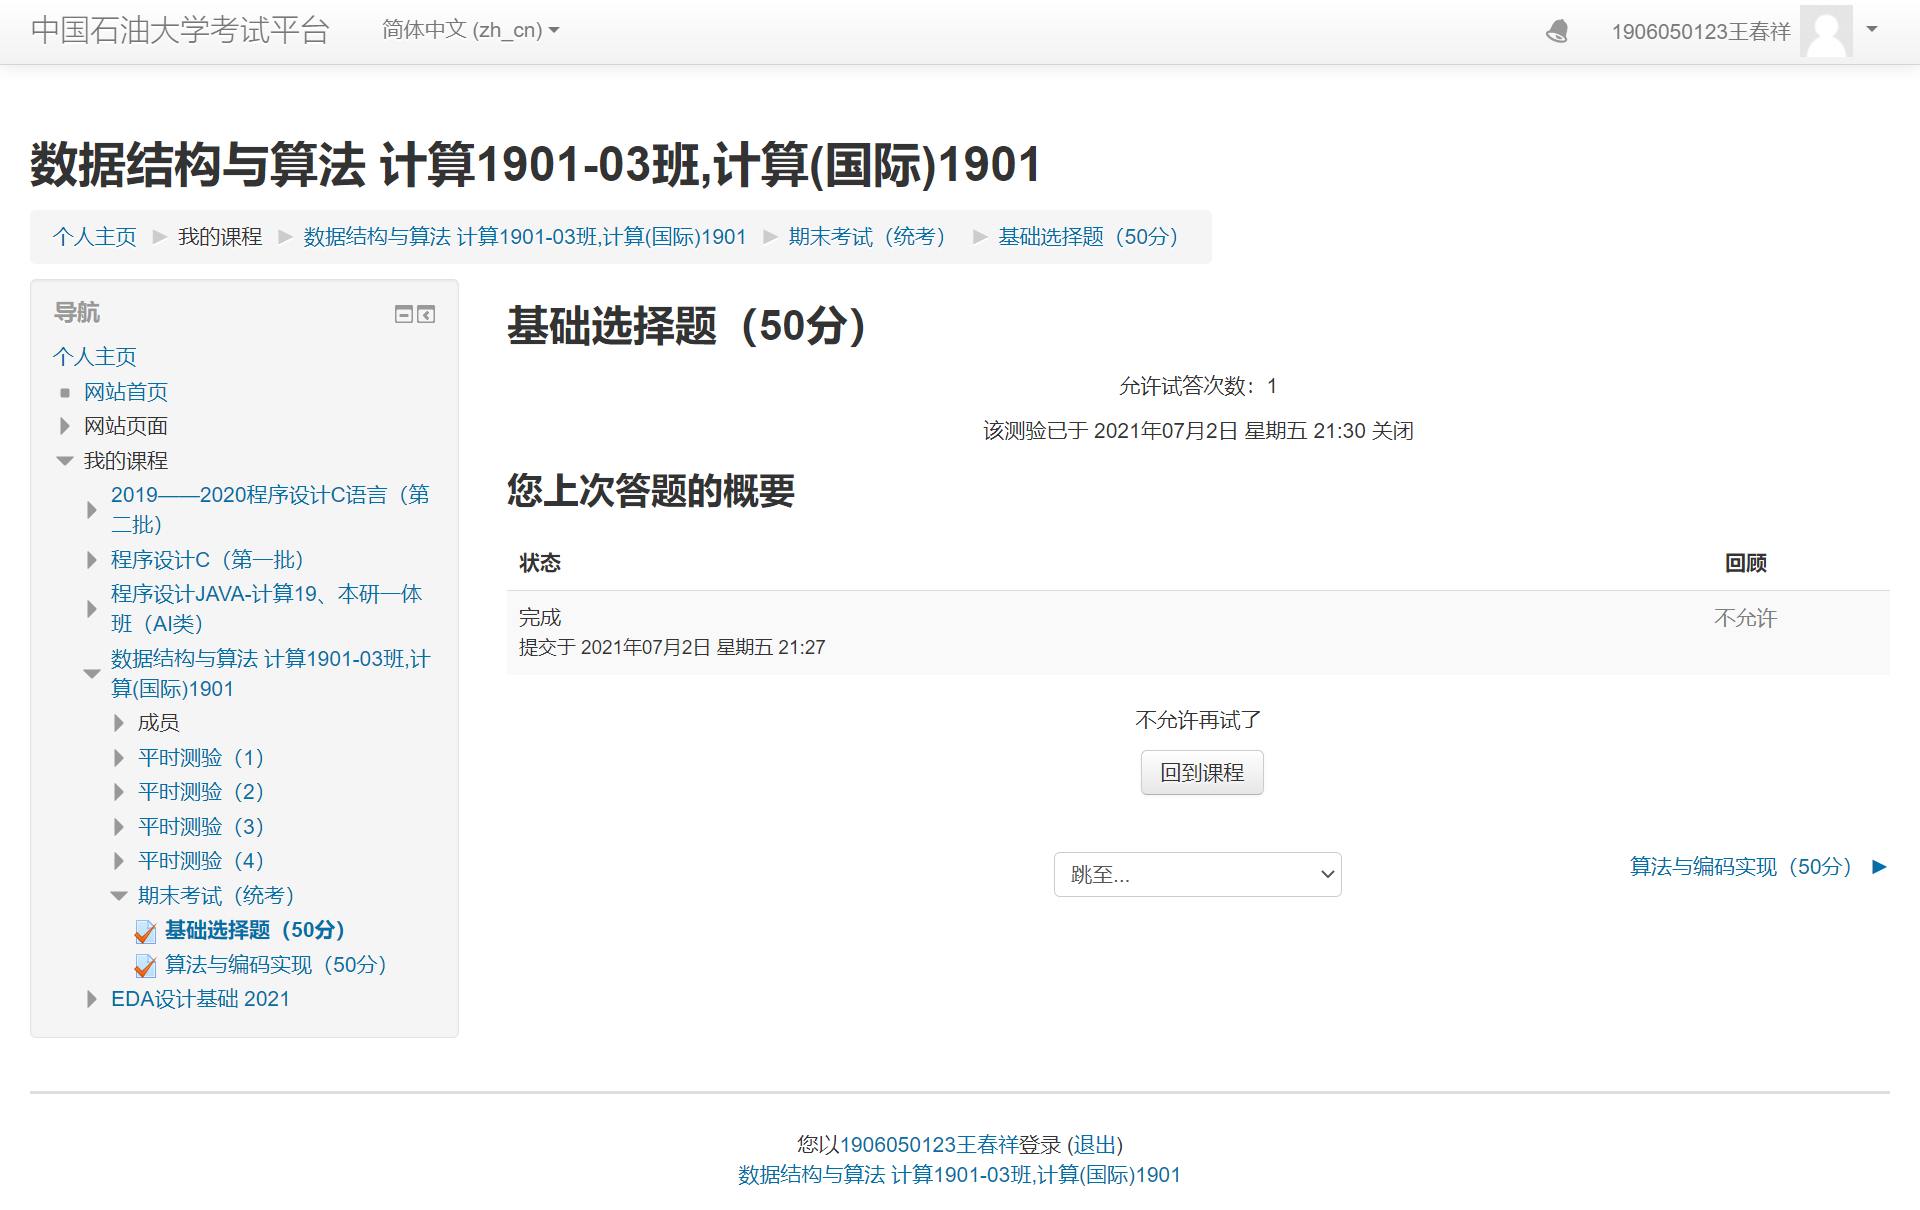 中国石油大学考试平台
简体中文 (zh_cn)
1906050123王春祥
数据结构与算法 计算1901-03班,计算(国际)1901
个人主页 ▶ 我的课程 ▶ 数据结构与算法 计算1901-03班,计算(国际)1901 ▶ 期末考试（统考） ▶ 基础选择题（50分）
导航
个人主页
网站首页
网站页面
我的课程
2019——2020程序设计C语言（第
二批）
程序设计C（第一批）
程序设计JAVA-计算19、本研一体
班（AI类）
数据结构与算法 计算1901-03班,计
算(国际)1901
成员
平时测验（1）
平时测验（2）
平时测验（3）
平时测验（4）
期末考试（统考）
基础选择题（50分）
算法与编码实现（50分）
EDA设计基础 2021
基础选择题（50分）
允许试答次数：1
该测验已于 2021年07月2日 星期五 21:30 关闭
您上次答题的概要
状态 回顾
完成 不允许
提交于 2021年07月2日 星期五 21:27
不允许再试了
回到课程
跳至...
算法与编码实现（50分） ▶
您以1906050123王春祥登录 (退出)
数据结构与算法 计算1901-03班,计算(国际)1901